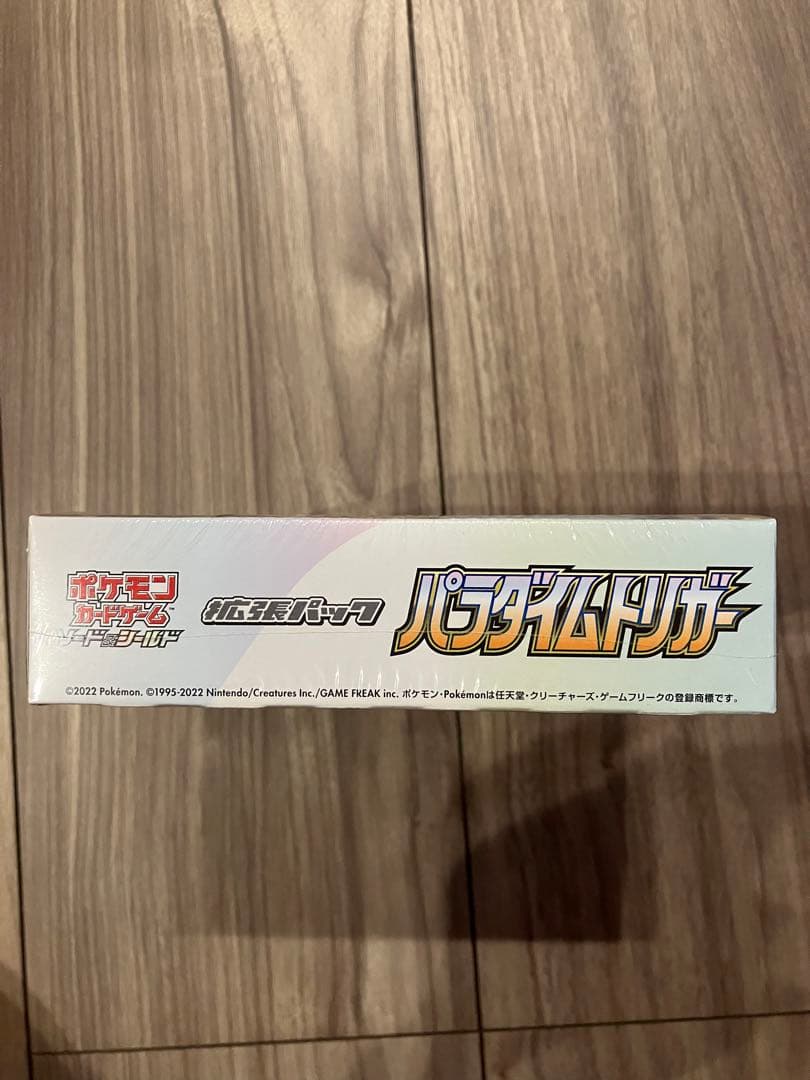 ポケモン
カードゲーム™
ソード&シールド
拡張パック
パラダイムトリガー
©2022 Pokémon. ©1995-2022 Nintendo/Creatures Inc./GAME FREAK inc. ポケモン・Pokémonは任天堂・クリーチャーズ・ゲームフリークの登録商標です。